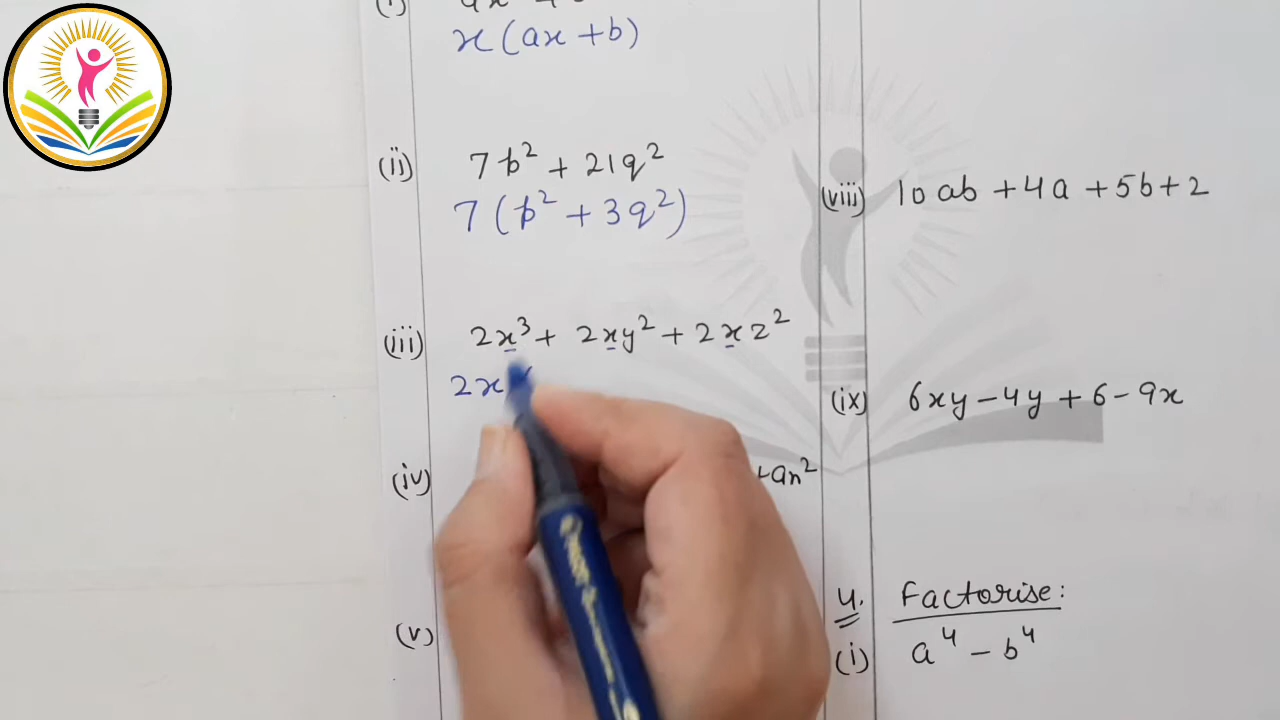 (i)
x(ax+b)
(ii) 7p² + 21q²
7(p² + 3q²)
(iii) 2x³ + 2xy² + 2xz²
2x(
(iv) +an²
(v)
(viii) 10ab + 4a + 5b + 2
(ix) 6xy - 4y + 6 - 9x
4. Factorise:
(i) a⁴ - b⁴